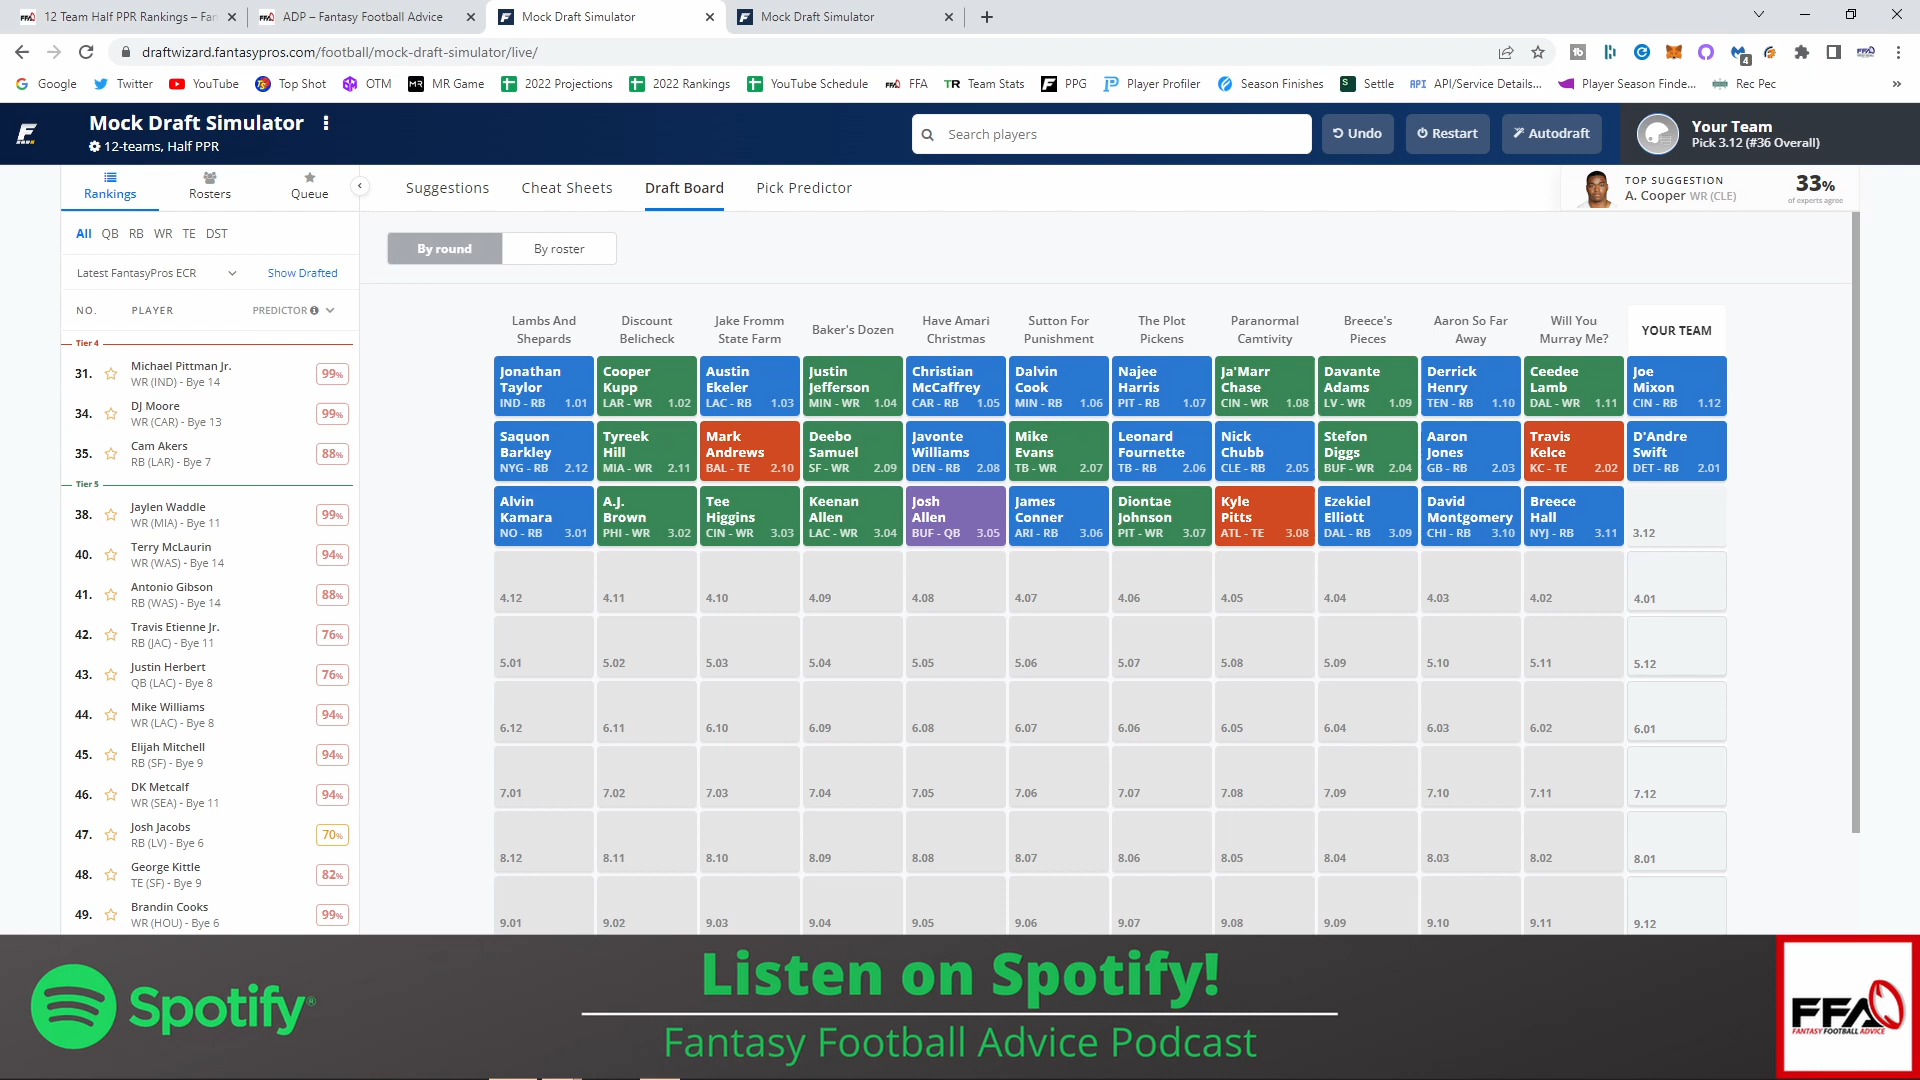 12 Team Half PPR Rankings – Fan
ADP – Fantasy Football Advice
Mock Draft Simulator
Mock Draft Simulator
draftwizard.fantasypros.com/football/mock-draft-simulator/live/
Google
Twitter
YouTube
Top Shot
OTM
MR Game
2022 Projections
2022 Rankings
YouTube Schedule
FFA
Team Stats
PPG
Player Profiler
Season Finishes
Settle
API/Service Details...
Player Season Finde...
Rec Pec
Mock Draft Simulator
12-teams, Half PPR
Search players
Undo
Restart
Autodraft
Your Team
Pick 3.12 (#36 Overall)
Rankings
Rosters
Queue
Suggestions
Cheat Sheets
Draft Board
Pick Predictor
TOP SUGGESTION
A. Cooper WR (CLE)
33%
of experts agree
All QB RB WR TE DST
By round
By roster
Latest FantasyPros ECR
Show Drafted
NO. PLAYER PREDICTOR
Tier 4
31. Michael Pittman Jr. 99%
WR (IND) - Bye 14
34. DJ Moore 99%
WR (CAR) - Bye 13
35. Cam Akers 88%
RB (LAR) - Bye 7
Tier 5
38. Jaylen Waddle 99%
WR (MIA) - Bye 11
40. Terry McLaurin 94%
WR (WAS) - Bye 14
41. Antonio Gibson 88%
RB (WAS) - Bye 14
42. Travis Etienne Jr. 76%
RB (JAC) - Bye 11
43. Justin Herbert 76%
QB (LAC) - Bye 8
44. Mike Williams 94%
WR (LAC) - Bye 8
45. Elijah Mitchell 94%
RB (SF) - Bye 9
46. DK Metcalf 94%
WR (SEA) - Bye 11
47. Josh Jacobs 70%
RB (LV) - Bye 6
48. George Kittle 82%
TE (SF) - Bye 9
49. Brandin Cooks 99%
WR (HOU) - Bye 6
Lambs And Shepards
Discount Belicheck
Jake Fromm State Farm
Baker's Dozen
Have Amari Christmas
Sutton For Punishment
The Plot Pickens
Paranormal Camtivity
Breece's Pieces
Aaron So Far Away
Will You Murray Me?
YOUR TEAM
Jonathan Taylor IND - RB 1.01
Cooper Kupp LAR - WR 1.02
Austin Ekeler LAC - RB 1.03
Justin Jefferson MIN - WR 1.04
Christian McCaffrey CAR - RB 1.05
Dalvin Cook MIN - RB 1.06
Najee Harris PIT - RB 1.07
Ja'Marr Chase CIN - WR 1.08
Davante Adams LV - WR 1.09
Derrick Henry TEN - RB 1.10
Ceedee Lamb DAL - WR 1.11
Joe Mixon CIN - RB 1.12
Saquon Barkley NYG - RB 2.12
Tyreek Hill MIA - WR 2.11
Mark Andrews BAL - TE 2.10
Deebo Samuel SF - WR 2.09
Javonte Williams DEN - RB 2.08
Mike Evans TB - WR 2.07
Leonard Fournette TB - RB 2.06
Nick Chubb CLE - RB 2.05
Stefon Diggs BUF - WR 2.04
Aaron Jones GB - RB 2.03
Travis Kelce KC - TE 2.02
D'Andre Swift DET - RB 2.01
Alvin Kamara NO - RB 3.01
A.J. Brown PHI - WR 3.02
Tee Higgins CIN - WR 3.03
Keenan Allen LAC - WR 3.04
Josh Allen BUF - QB 3.05
James Conner ARI - RB 3.06
Diontae Johnson PIT - WR 3.07
Kyle Pitts ATL - TE 3.08
Ezekiel Elliott DAL - RB 3.09
David Montgomery CHI - RB 3.10
Breece Hall NYJ - RB 3.11
3.12
4.12 4.11 4.10 4.09 4.08 4.07 4.06 4.05 4.04 4.03 4.02 4.01
5.01 5.02 5.03 5.04 5.05 5.06 5.07 5.08 5.09 5.10 5.11 5.12
6.12 6.11 6.10 6.09 6.08 6.07 6.06 6.05 6.04 6.03 6.02 6.01
7.01 7.02 7.03 7.04 7.05 7.06 7.07 7.08 7.09 7.10 7.11 7.12
8.12 8.11 8.10 8.09 8.08 8.07 8.06 8.05 8.04 8.03 8.02 8.01
9.01 9.02 9.03 9.04 9.05 9.06 9.07 9.08 9.09 9.10 9.11 9.12
Spotify®
Listen on Spotify!
Fantasy Football Advice Podcast
FFA
FANTASY FOOTBALL ADVICE